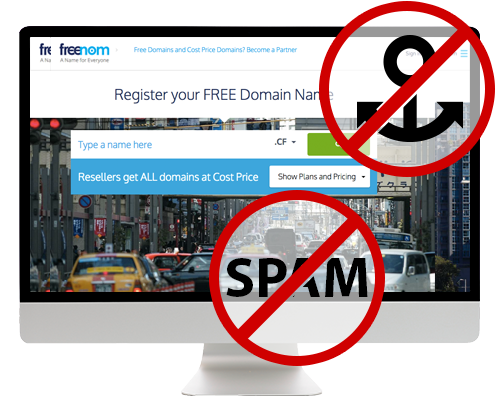 fre freenom
A Na A Name for Everyone
Free Domains and Cost Price Domains? Become a Partner
Sign
Register your FREE Domain Name
Type a name here
.CF
Resellers get ALL domains at Cost Price
Show Plans and Pricing
SPAM